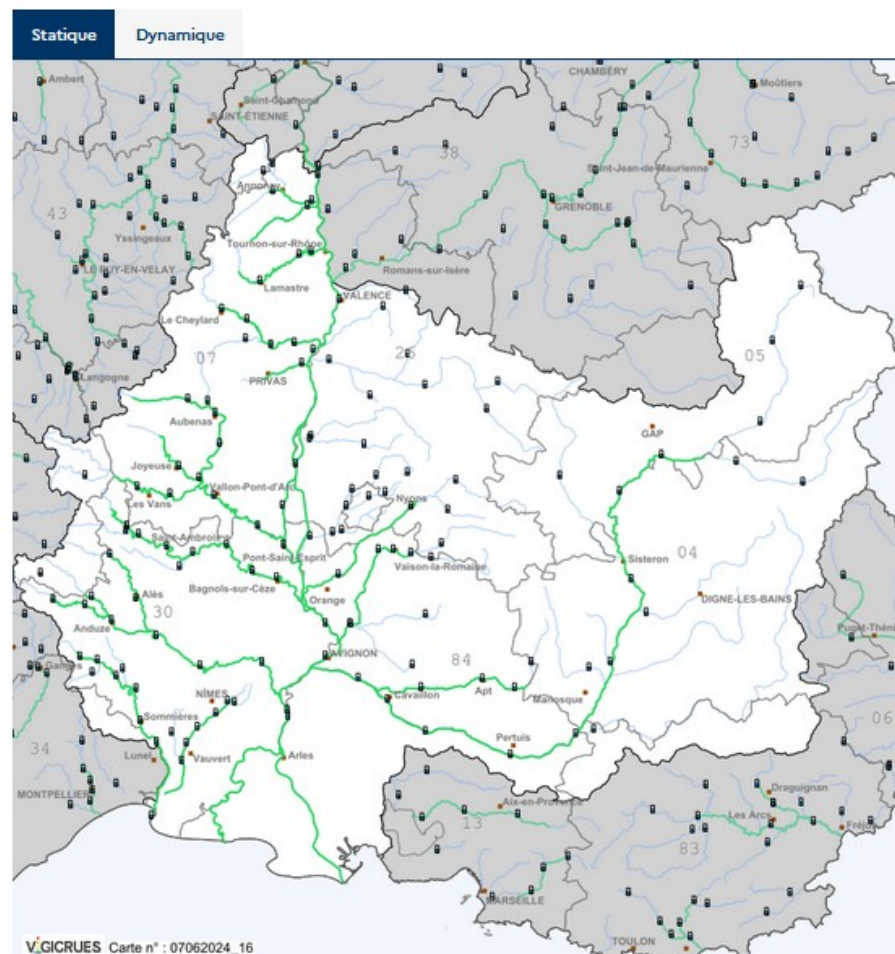 Statique
Dynamique
Ambert
CHAMBÉRY
Moûtiers
Saint-Chamond
SAINT-ÉTIENNE
38
73
Saint-Jean-de-Maurienne
Annonay
43
GRENOBLE
Yssingeaux
Tournon-sur-Rhône
LE PUY-EN-VELAY
Romans-sur-Isère
Lamastre
VALENCE
Le Cheylard
07
26
05
Langogne
PRIVAS
Aubenas
GAP
Joyeuse
Vallon-Pont-d'Arc
Les Vans
Nyons
Saint-Ambroix
Pont-Saint-Esprit
Sisteron
04
Vaison-la-Romaine
Bagnols-sur-Cèze
Alès
Orange
DIGNE-LES-BAINS
30
Anduze
Puget-Théni
AVIGNON
84
Ganges
Cavaillon
Apt
Manosque
NÎMES
Sommières
06
34
Pertuis
Lunel
Vauvert
Arles
MONTPELLIER
Draguignan
Aix-en-Provence
Les Arcs
13
Fréju
83
MARSEILLE
TOULON
VIGICRUES Carte n° : 07062024_16